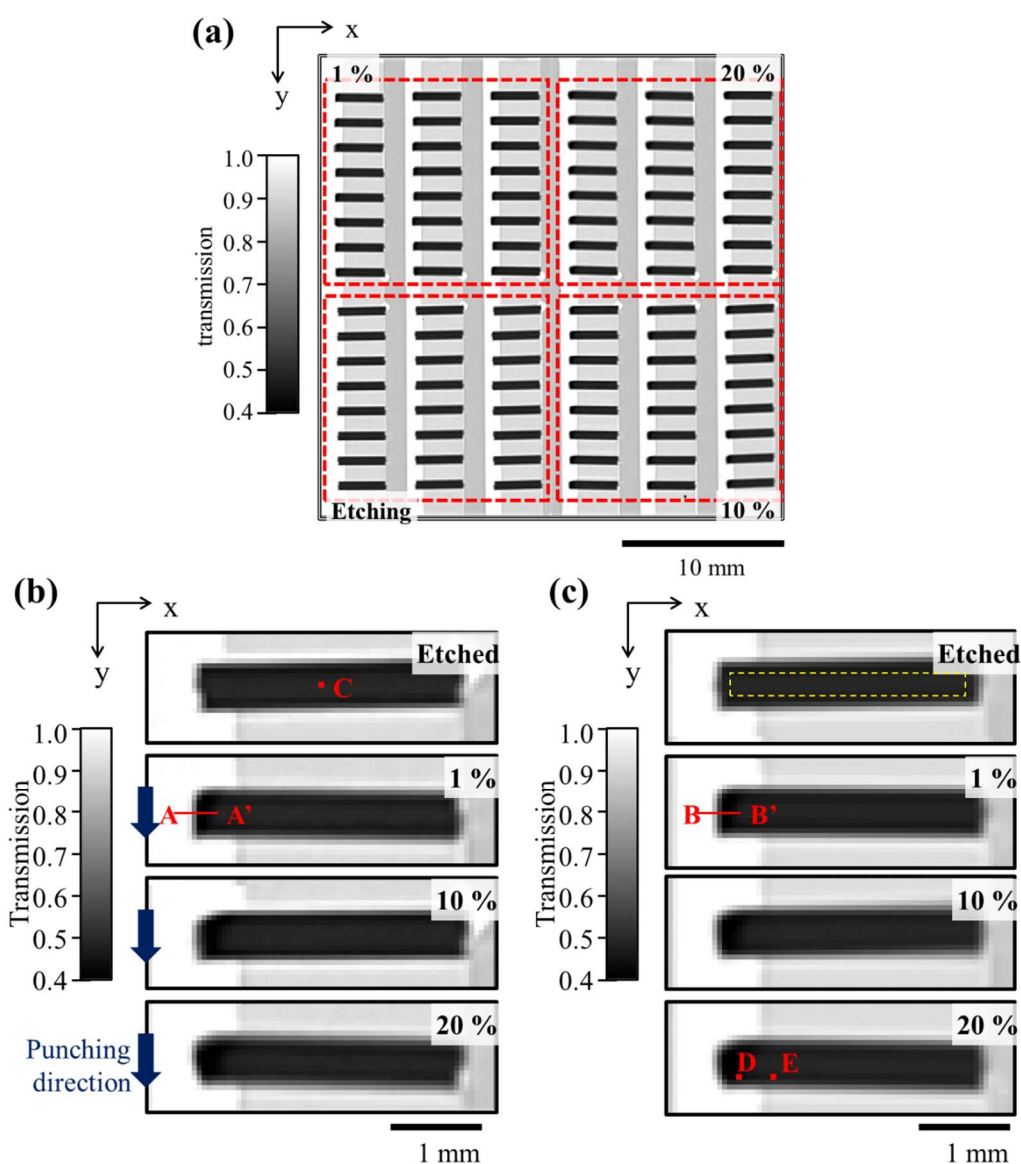 (a)
x
y
1 %
20 %
1.0
0.9
0.8
0.7
0.6
0.5
0.4
transmission
Etching
10 %
10 mm
(b)
x
y
Etched
C
1.0
0.9
0.8
0.7
0.6
0.5
0.4
Transmission
1 %
A
A’
10 %
20 %
Punching
direction
1 mm
(c)
x
y
Etched
1.0
0.9
0.8
0.7
0.6
0.5
0.4
Transmission
1 %
B
B’
10 %
20 %
D
E
1 mm